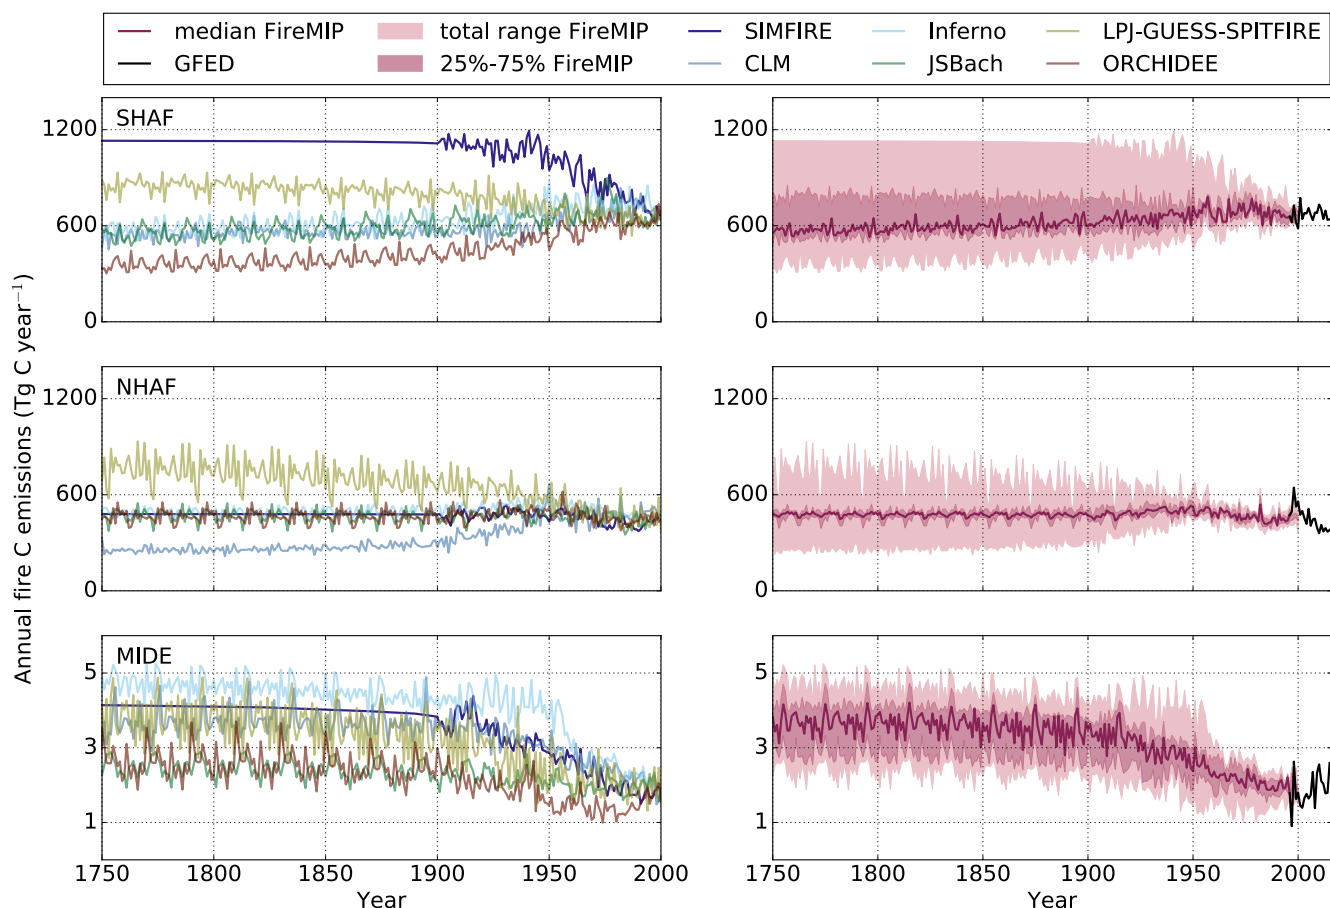 median FireMIP total range FireMIP SIMFIRE Inferno LPJ-GUESS-SPITFIRE
GFED 25%-75% FireMIP CLM JSBach ORCHIDEE
Annual fire C emissions (Tg C year⁻¹)
SHAF
1200
600
0
NHAF
1200
600
0
MIDE
5
3
1
1750 1800 1850 1900 1950 2000
Year
1200
600
0
1200
600
0
5
3
1
1750 1800 1850 1900 1950 2000
Year